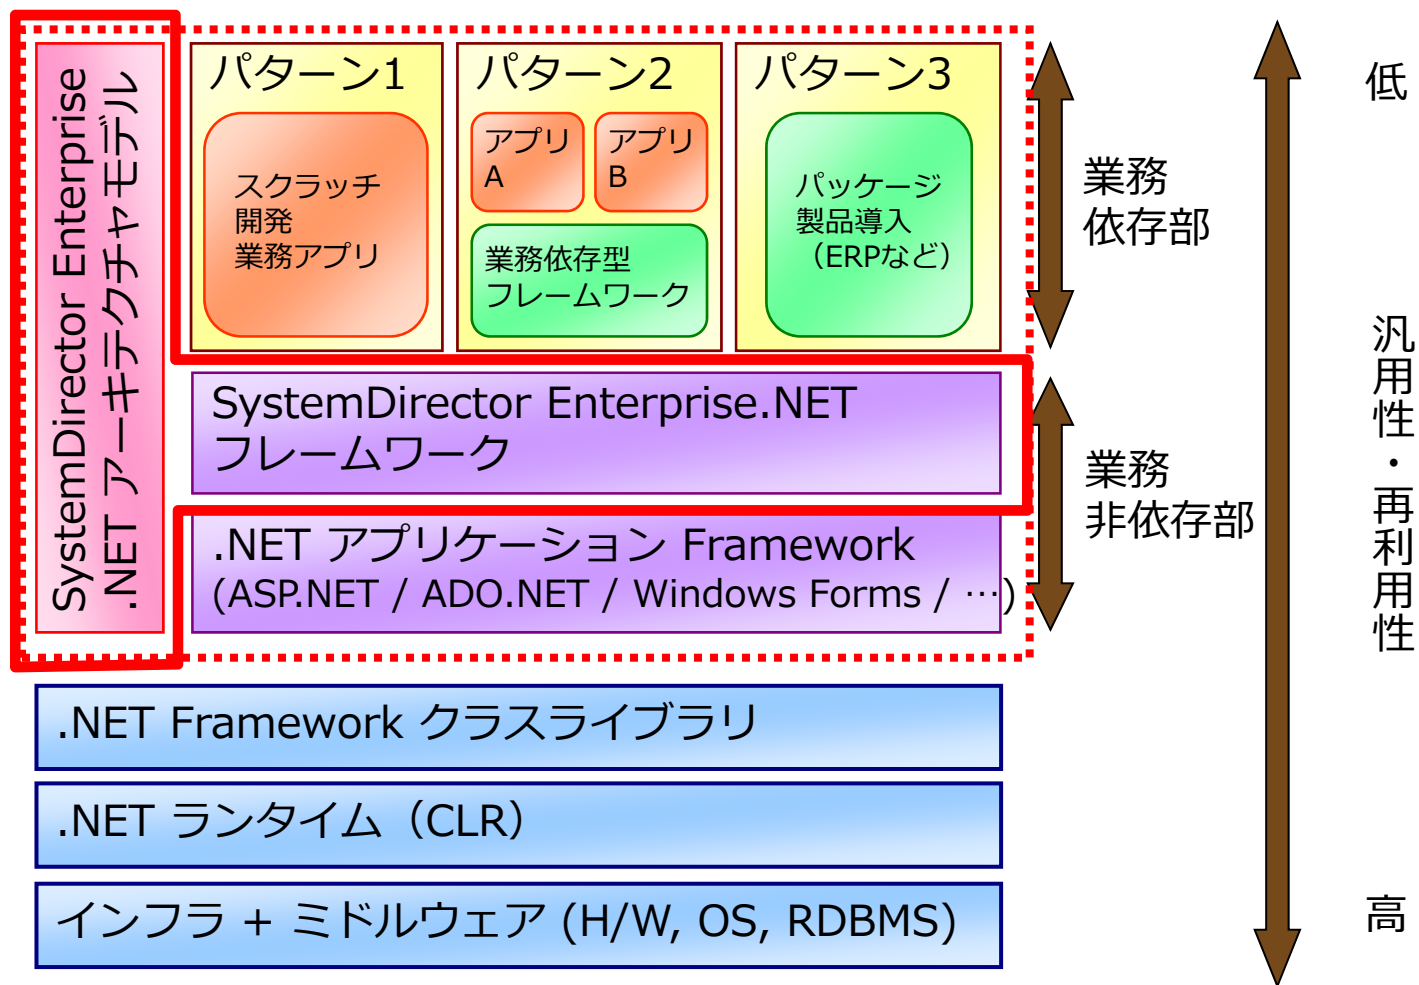 SystemDirector Enterprise
.NET アーキテクチャモデル
パターン1
スクラッチ
開発
業務アプリ
パターン2
アプリ
A
アプリ
B
業務依存型
フレームワーク
パターン3
パッケージ
製品導入
（ERPなど）
SystemDirector Enterprise.NET
フレームワーク
.NET アプリケーション Framework
(ASP.NET / ADO.NET / Windows Forms / …)
.NET Framework クラスライブラリ
.NET ランタイム（CLR）
インフラ + ミドルウェア (H/W, OS, RDBMS)
業務
依存部
業務
非依存部
低
汎用性・再利用性
高